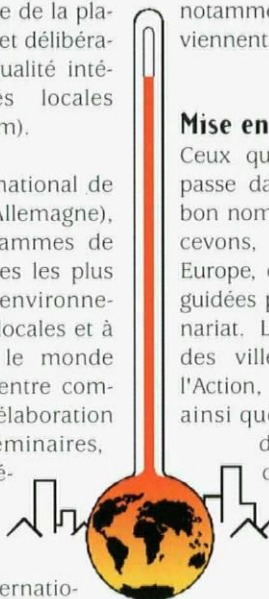 e de la pla-
et délibéra-
ualité inté-
s locales
m).
national de
Allemagne),
ammes de
es les plus
environne-
locales et à
le monde
entre com-
élaboration
éminaires,
é-
ernatio-
notamme
viennent
Mise en
Ceux qu
passe da
bon nom
cevons,
Europe, d
guidées p
nariat. L
des ville
l'Action,
ainsi que
d